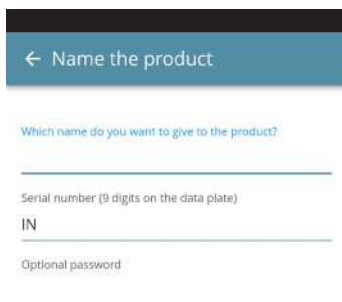 ← Name the product
Which name do you want to give to the product?
Serial number (9 digits on the data plate)
IN
Optional password